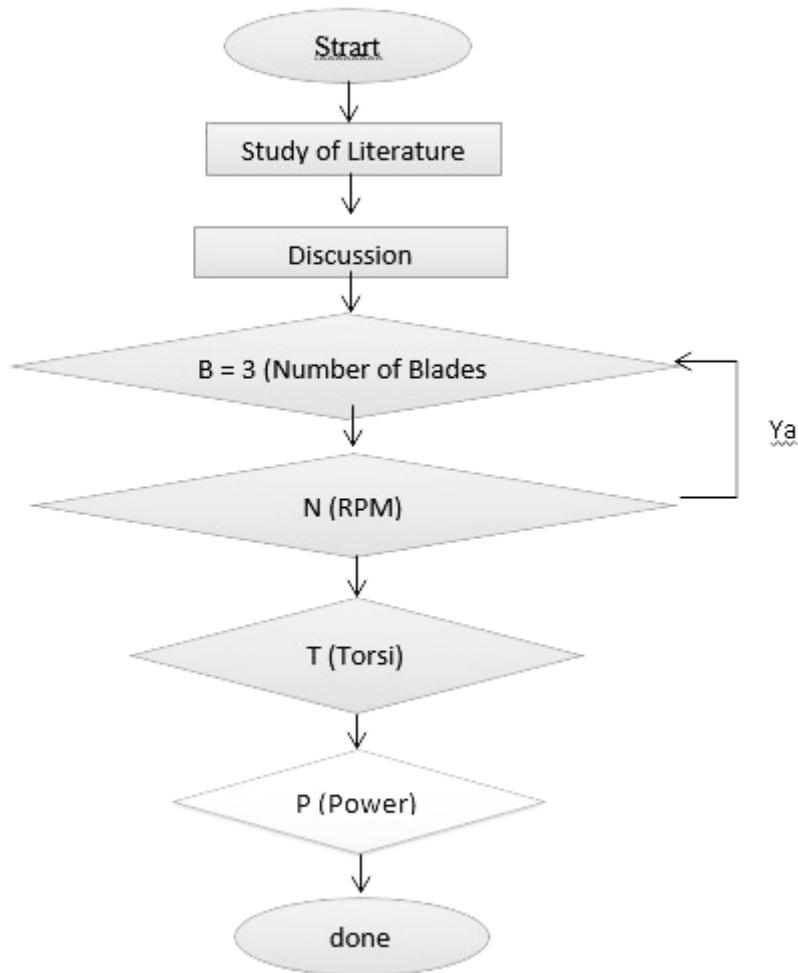 Strart
Study of Literature
Discussion
B = 3 (Number of Blades
Ya
N (RPM)
T (Torsi)
P (Power)
done